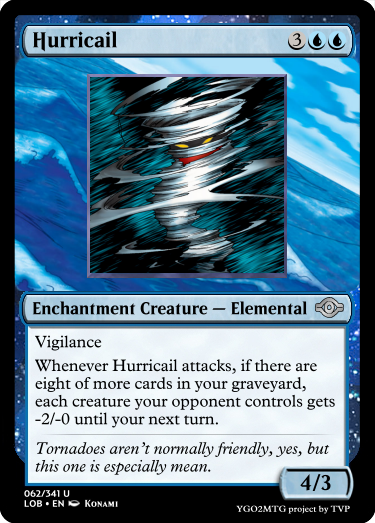 Hurricail 3
Enchantment Creature — Elemental
Vigilance
Whenever Hurricail attacks, if there are
eight of more cards in your graveyard,
each creature your opponent controls gets
-2/-0 until your next turn.
Tornadoes aren't normally friendly, yes, but
this one is especially mean.
4/3
062/341 U
LOB • EN Konami
YGO2MTG project by TVP